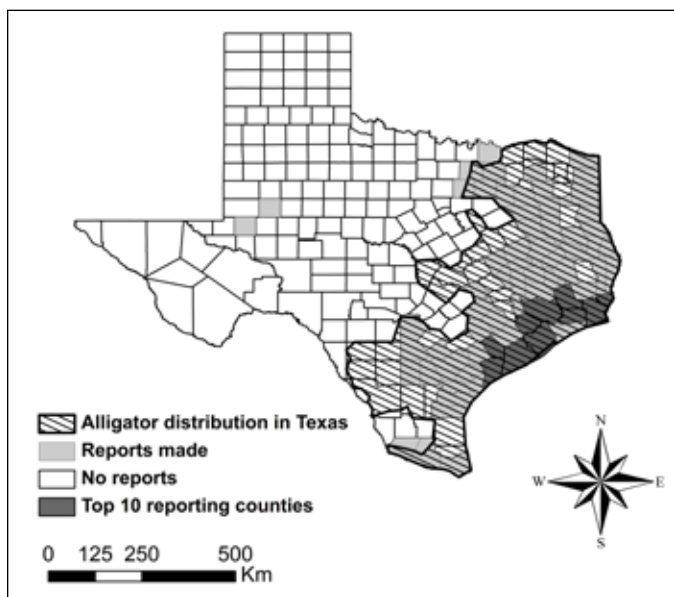 Alligator distribution in Texas
Reports made
No reports
Top 10 reporting counties
0 125 250 500
Km
N
W E
S